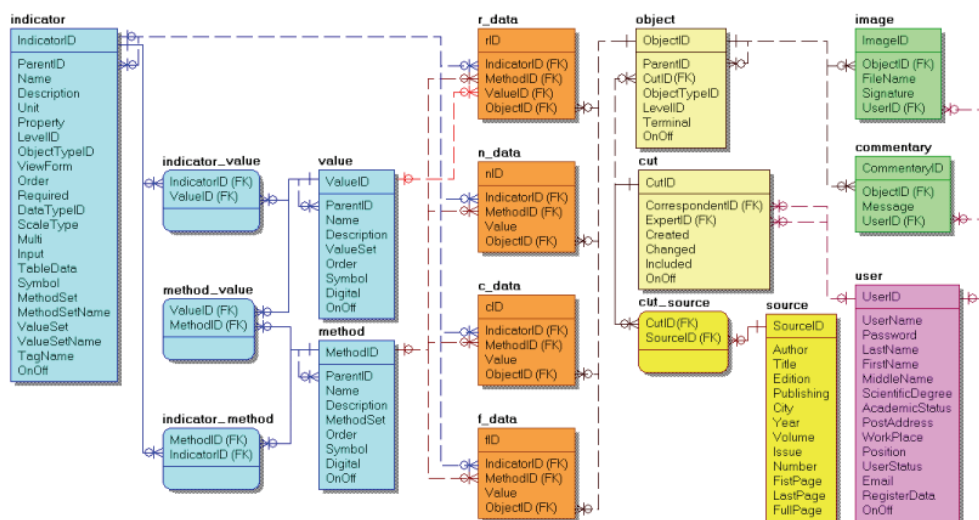 indicator
IndicatorID
ParentID
Name
Description
Unit
Property
LevelID
ObjectTypeID
ViewForm
Order
Required
DataTypeID
ScaleType
Multi
Input
TableData
Symbol
MethodSet
MethodSetName
ValueSet
ValueSetName
TagName
OnOff
indicator_value
IndicatorID (FK)
ValueID (FK)
method_value
ValueID (FK)
MethodID (FK)
indicator_method
MethodID (FK)
IndicatorID (FK)
value
ValueID
ParentID
Name
Description
ValueSet
Order
Symbol
Digital
OnOff
method
MethodID
ParentID
Name
Description
MethodSet
Order
Symbol
Digital
OnOff
r_data
rID
IndicatorID (FK)
MethodID (FK)
ValueID (FK)
ObjectID (FK)
n_data
nID
IndicatorID (FK)
MethodID (FK)
Value
ObjectID (FK)
c_data
cID
IndicatorID (FK)
MethodID (FK)
Value
ObjectID (FK)
f_data
fID
IndicatorID (FK)
MethodID (FK)
Value
ObjectID (FK)
object
ObjectID
ParentID
CutID(FK)
ObjectTypeID
LevelID
Terminal
OnOff
cut
CutID
CorrespondentID (FK)
ExpertID (FK)
Created
Changed
Included
OnOff
cut_source
CutID(FK)
SourceID (FK)
source
SourceID
Author
Title
Edition
Publishing
City
Year
Volume
Issue
Number
FistPage
LastPage
FullPage
image
ImageID
ObjectID (FK)
FileName
Signature
UserID (FK)
commentary
CommentaryID
ObjectID (FK)
Message
UserID (FK)
user
UserID
UserName
Password
LastName
FirstName
MiddleName
ScientificDegree
AcademicStatus
PostAddress
WorkPlace
Position
UserStatus
Email
RegisterData
OnOff